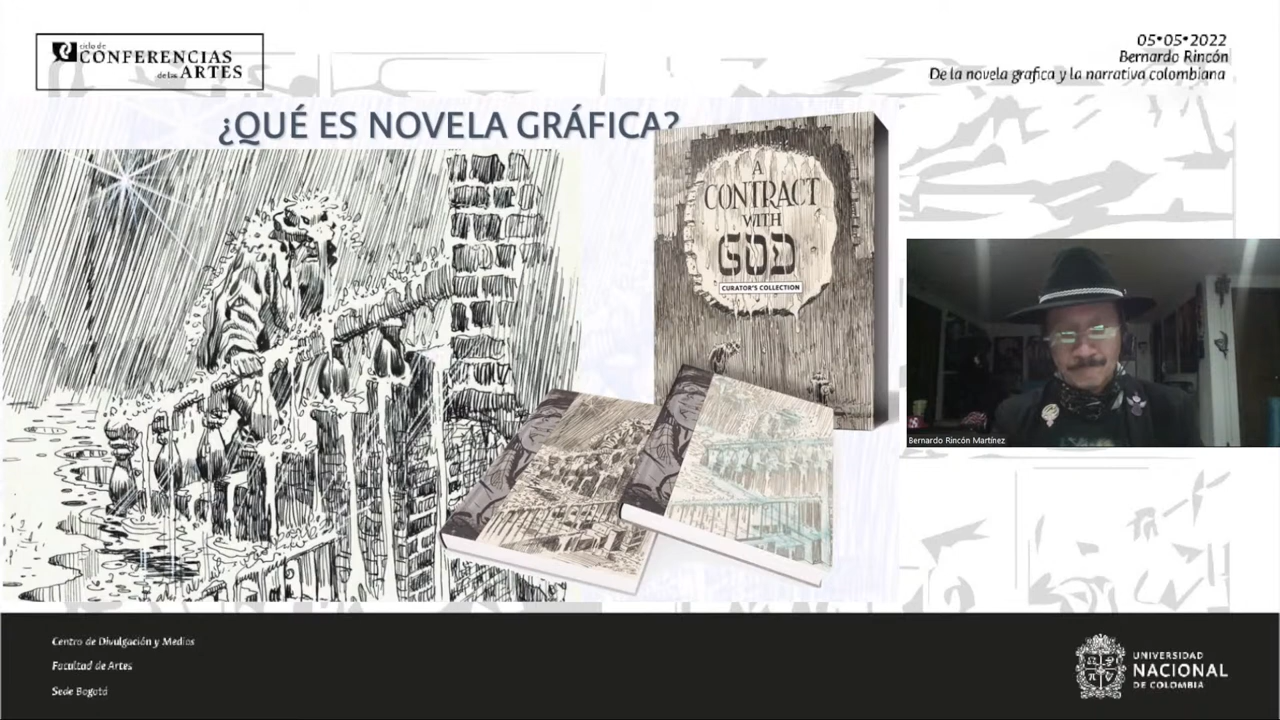 ciclo de
CONFERENCIAS
de las ARTES
05•05•2022
Bernardo Rincón
De la novela grafica y la narrativa colombiana
¿QUÉ ES NOVELA GRÁFICA?
A
CONTRACT
WITH
GOD
CURATOR'S COLLECTION
Bernardo Rincón Martínez
Centro de Divulgación y Medios
Facultad de Artes
Sede Bogotá
UNIVERSIDAD
NACIONAL
DE COLOMBIA